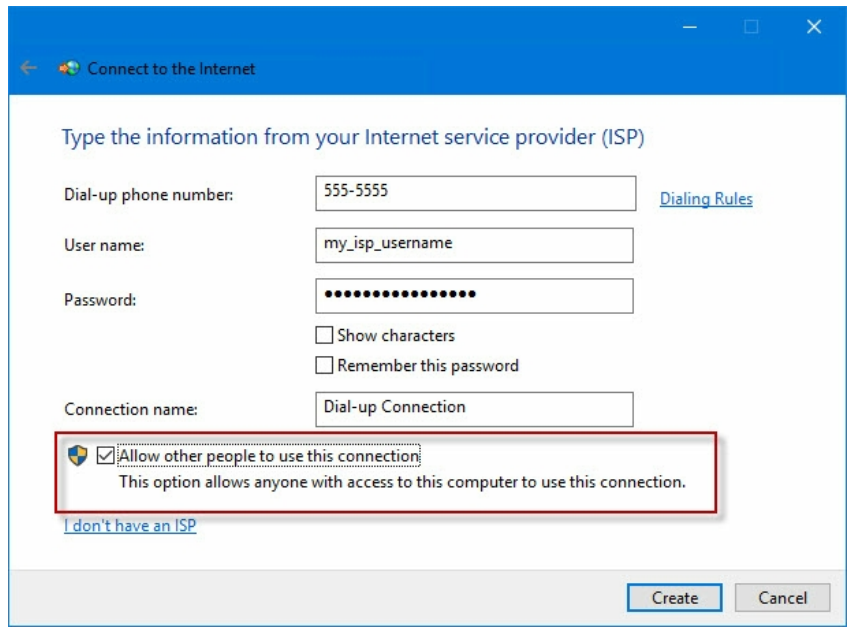 Connect to the Internet
Type the information from your Internet service provider (ISP)
Dial-up phone number: 555-5555 Dialing Rules
User name: my_isp_username
Password: ●●●●●●●●●●●●●●●●
Show characters
Remember this password
Connection name: Dial-up Connection
Allow other people to use this connection
This option allows anyone with access to this computer to use this connection.
I don't have an ISP
Create Cancel